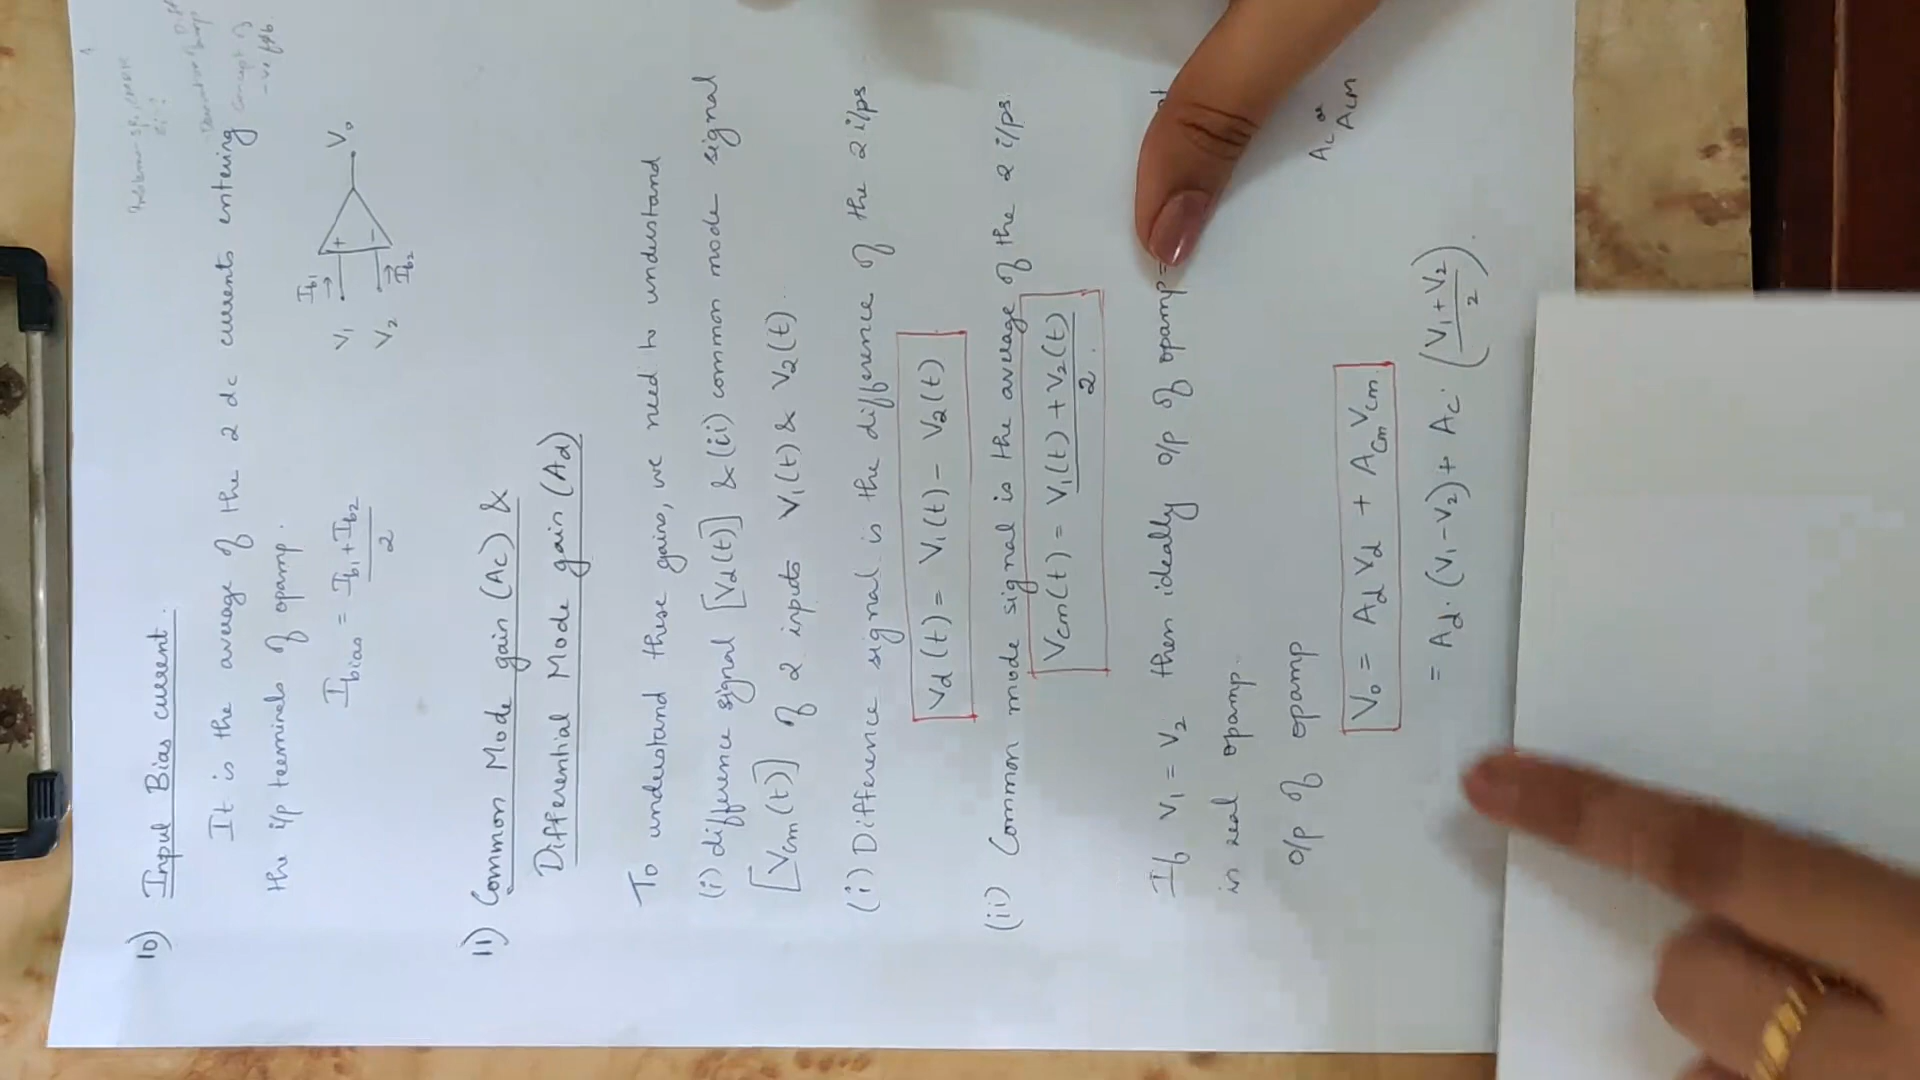 10) Input Bias current.
It is the average of the 2 dc currents entering
the i/p terminals of opamp.
Ibias = Ib1 + Ib2 / 2
V1 Ib1 + Vo
V2 Ib2 -
11) Common Mode gain (Ac) &
Differential Mode gain (Ad)
To understand these gains, we need to understand
(i) difference signal [Vd(t)] & (ii) common mode signal
[Vcm(t)] of 2 inputs V1(t) & V2(t).
(i) Difference signal is the difference of the 2 i/ps.
Vd(t) = V1(t) - V2(t)
(ii) Common mode signal is the average of the 2 i/ps.
Vcm(t) = V1(t) + V2(t) / 2.
If V1 = V2 then ideally o/p of opamp =
in real opamp.
o/p of opamp
Ac or Acm
Vo = Ad Vd + Acm Vcm.
= Ad. (V1 - V2) + Ac. (V1 + V2 / 2).